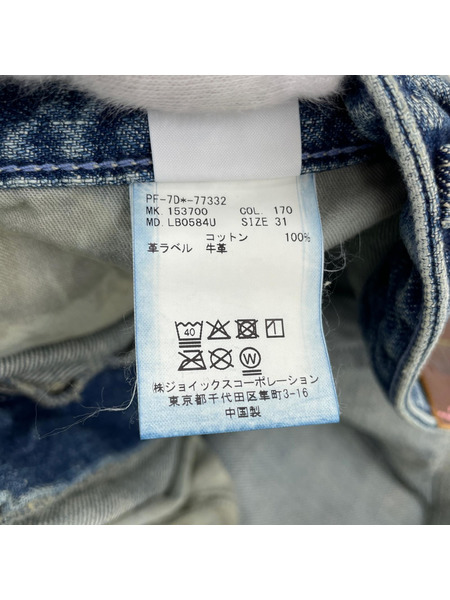 PF-7D*-77332
MK. 153700 COL. 170
MD. LB0584U SIZE 31
コットン 100%
革ラベル 牛革
40
W
㈱ジョイックスコーポレーション
東京都千代田区隼町3-16
中国製